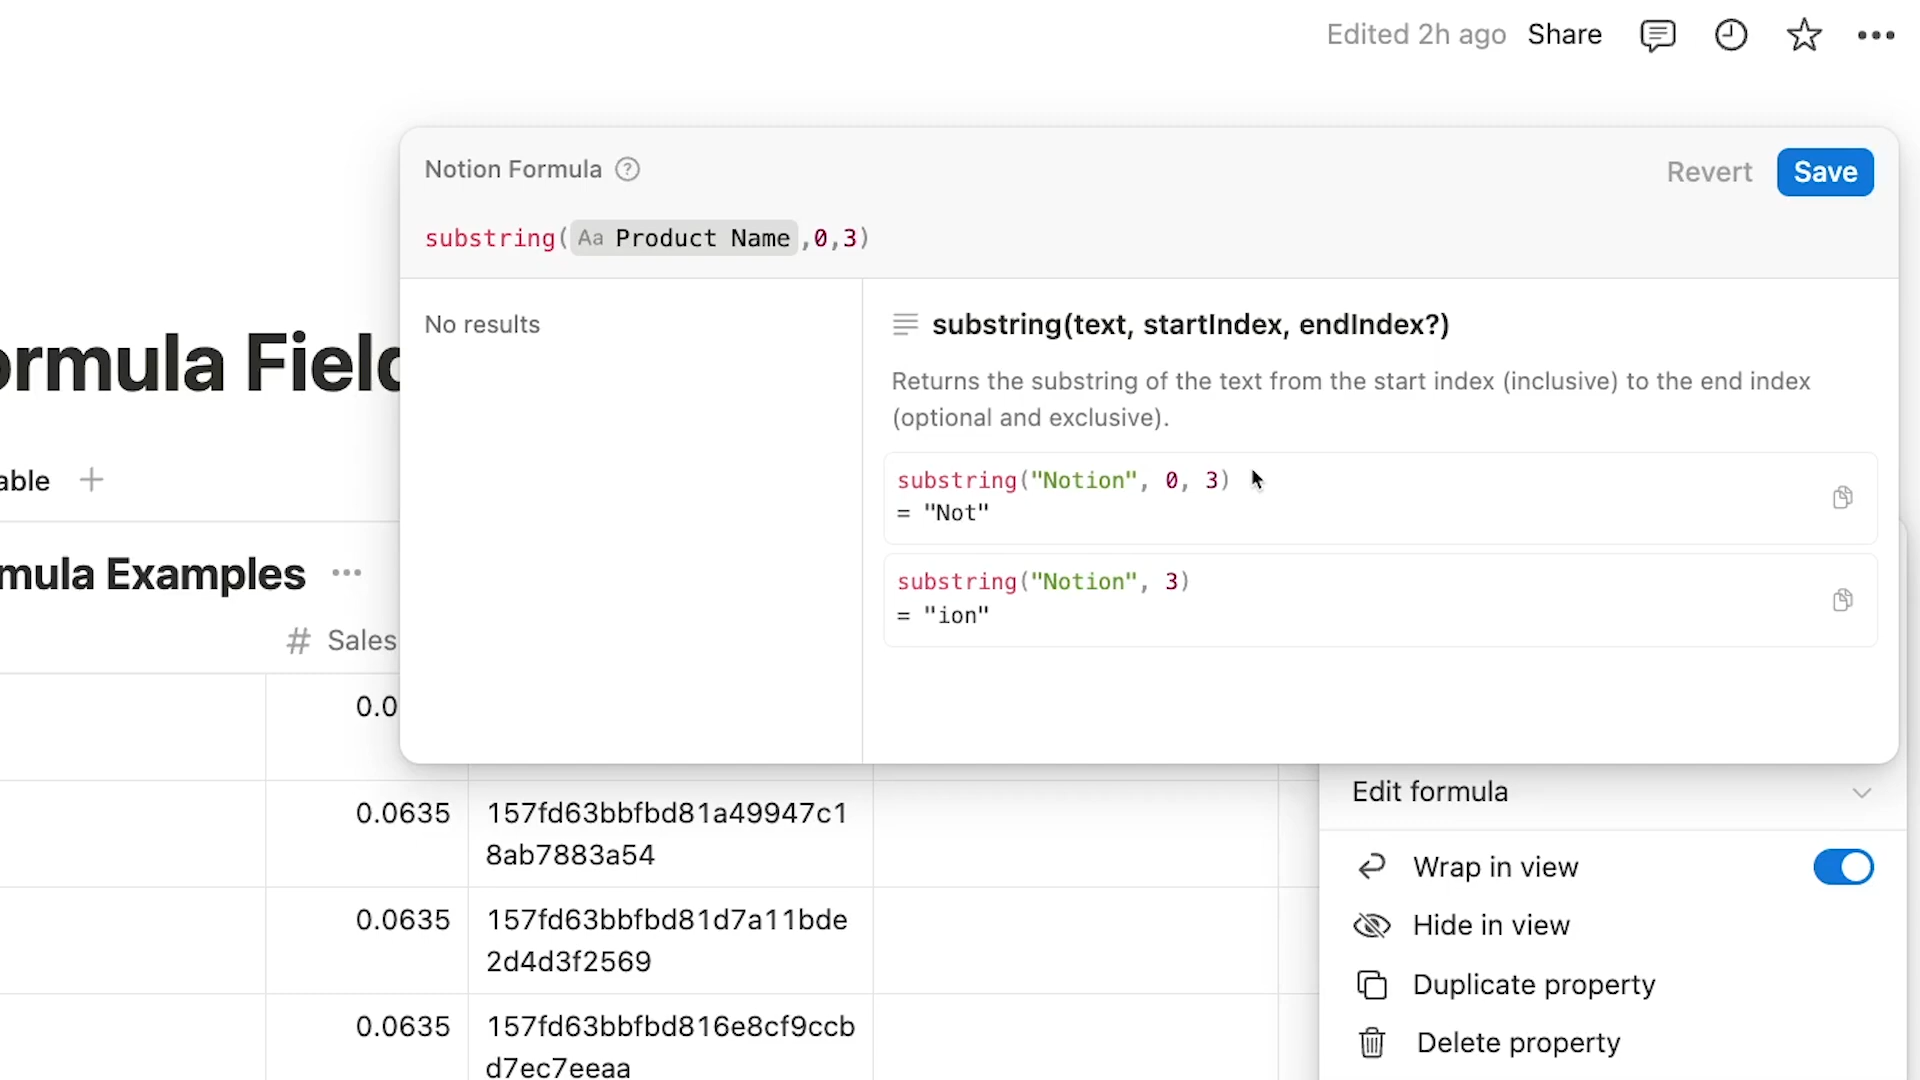 Edited 2h ago Share
Notion Formula ?
Revert Save
substring( Aa Product Name ,0,3)
No results
substring(text, startIndex, endIndex?)
Returns the substring of the text from the start index (inclusive) to the end index
(optional and exclusive).
substring("Notion", 0, 3)
= "Not"
substring("Notion", 3)
= "ion"
ormula Field
able +
mula Examples
# Sales
0.0
0.0635 157fd63bbfbd81a49947c1
8ab7883a54
0.0635 157fd63bbfbd81d7a11bde
2d4d3f2569
0.0635 157fd63bbfbd816e8cf9ccb
d7ec7eeaa
Edit formula
Wrap in view
Hide in view
Duplicate property
Delete property